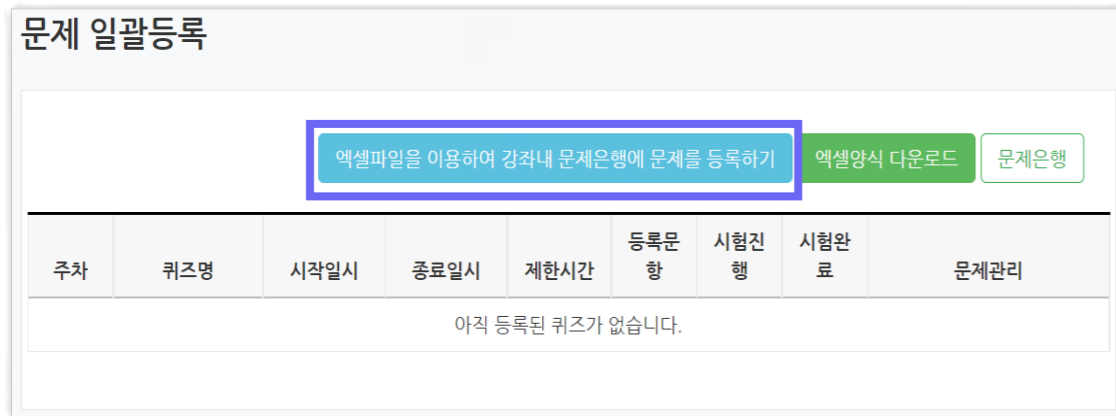 문제 일괄등록
엑셀파일을 이용하여 강좌내 문제은행에 문제를 등록하기 엑셀양식 다운로드 문제은행
주차 퀴즈명 시작일시 종료일시 제한시간 등록문항 시험진행 시험완료 문제관리
아직 등록된 퀴즈가 없습니다.